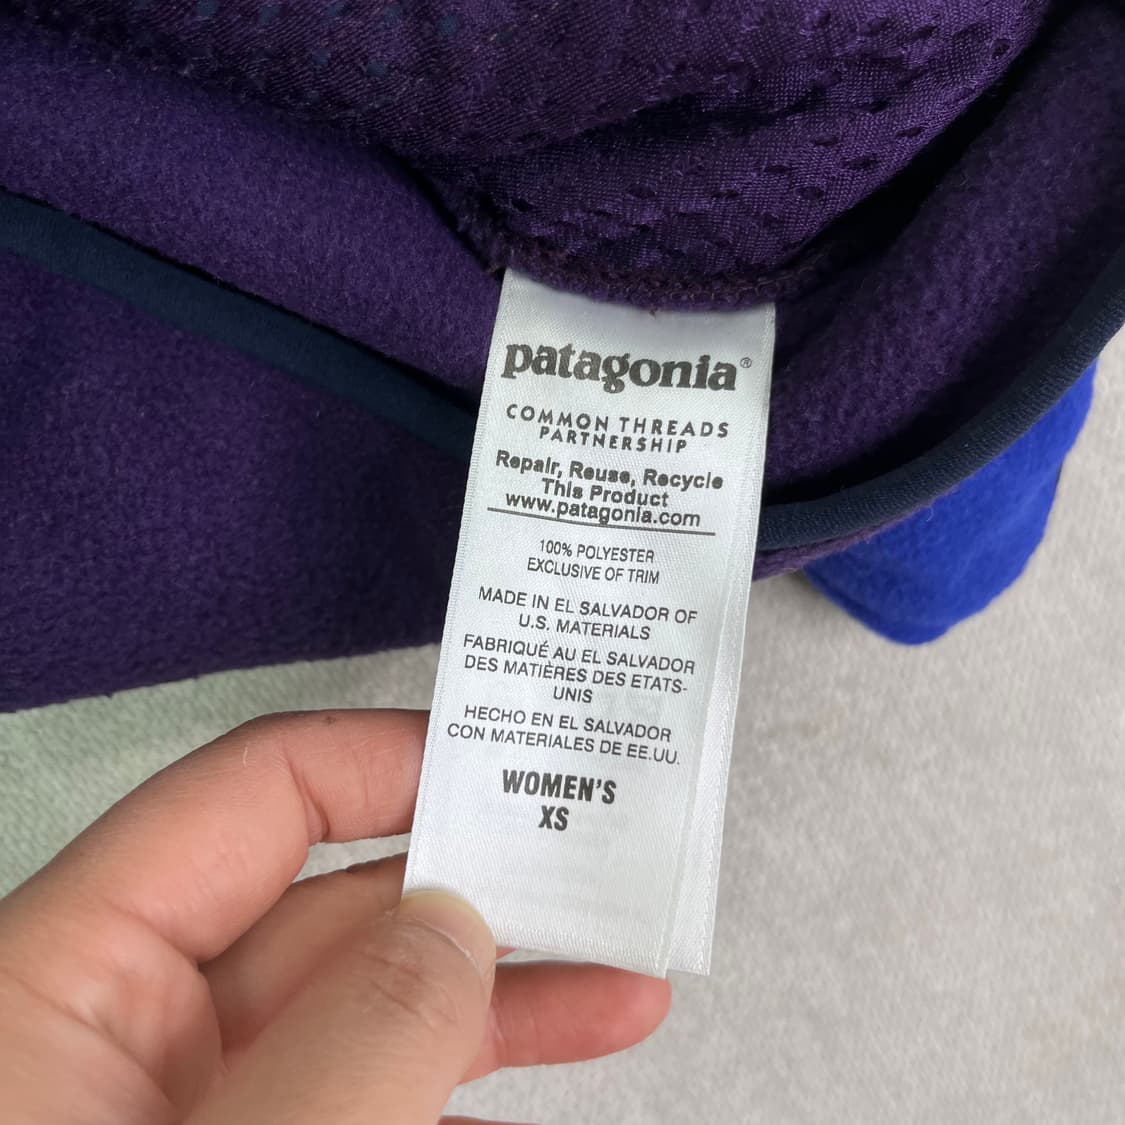 patagonia®
COMMON THREADS
PARTNERSHIP
Repair, Reuse, Recycle
This Product
www.patagonia.com
100% POLYESTER
EXCLUSIVE OF TRIM
MADE IN EL SALVADOR OF
U.S. MATERIALS
FABRIQUÉ AU EL SALVADOR
DES MATIÈRES DES ETATS-
UNIS
HECHO EN EL SALVADOR
CON MATERIALES DE EE.UU.
WOMEN'S
XS